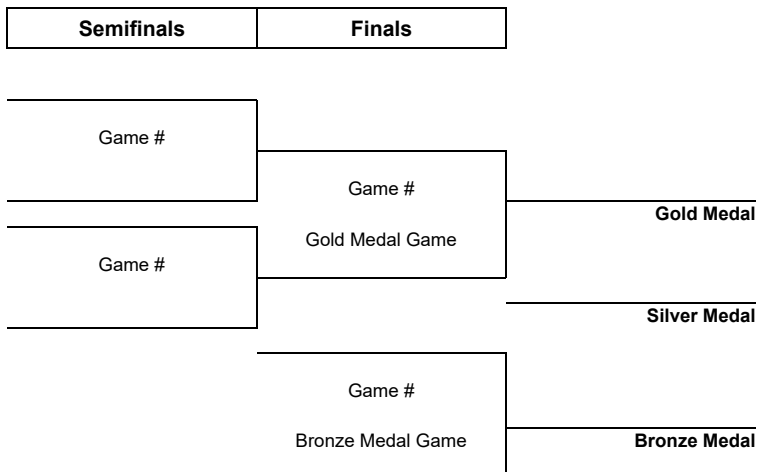 Semifinals Finals
Game #
Game #
Gold Medal
Gold Medal Game
Game #
Silver Medal
Game #
Bronze Medal Game Bronze Medal